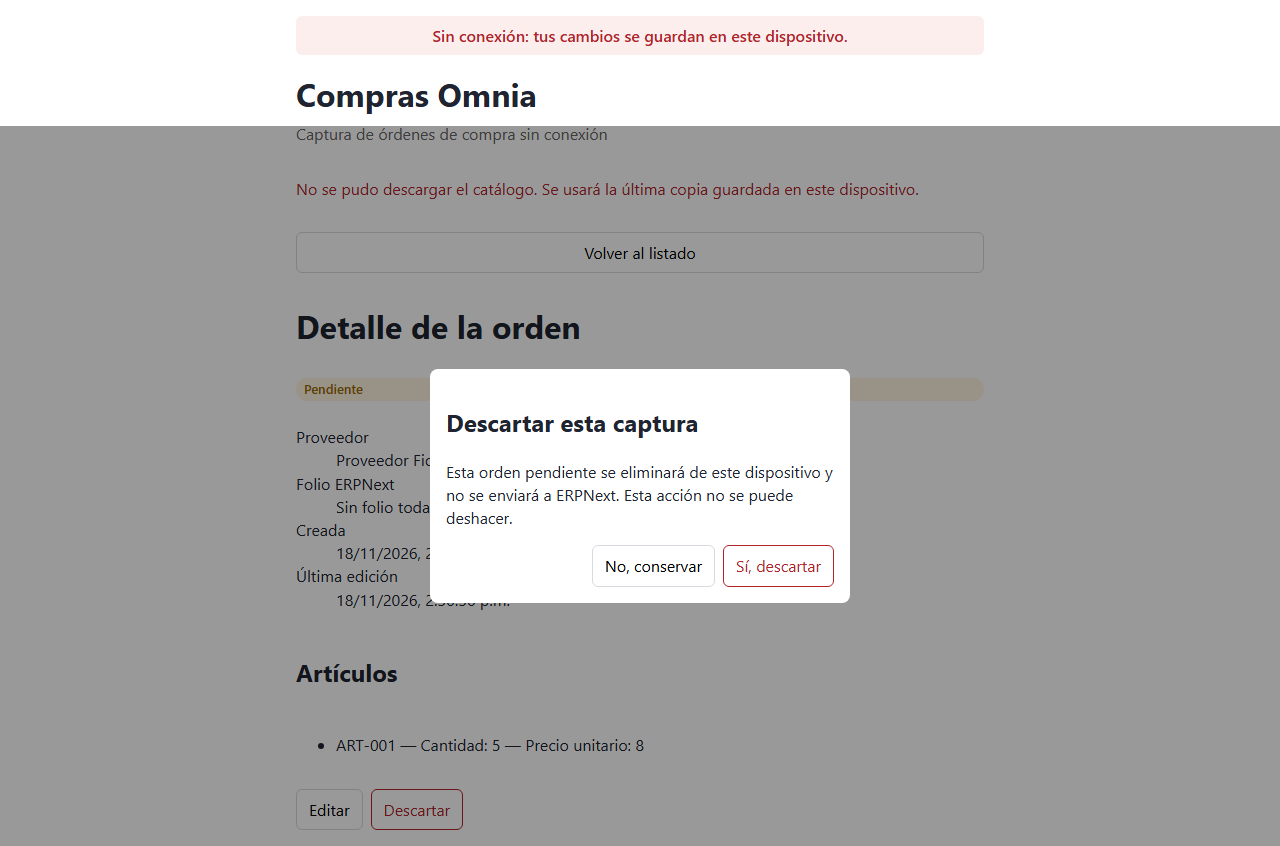 Sin conexión: tus cambios se guardan en este dispositivo.
Compras Omnia
Captura de órdenes de compra sin conexión
No se pudo descargar el catálogo. Se usará la última copia guardada en este dispositivo.
Volver al listado
Detalle de la orden
Pendiente
Proveedor
Proveedor
Folio ERPNext
Sin folio
Creada
18/11/2026,
Última edición
18/11/2026,
p.m.
Descartar esta captura
Esta orden pendiente se eliminará de este dispositivo y
no se enviará a ERPNext. Esta acción no se puede
deshacer.
No, conservar
Sí, descartar
Artículos
ART-001 — Cantidad: 5 — Precio unitario: 8
Editar
Descartar